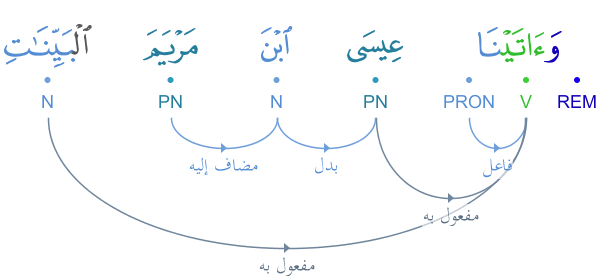 وَءَاتَيْنَا عِيسَى ٱبْنَ مَرْيَمَ ٱلْبَيِّنَٰتِ
REM V PRON PN N PN N
فاعل
بدل
مضاف إليه
مفعول به
مفعول به